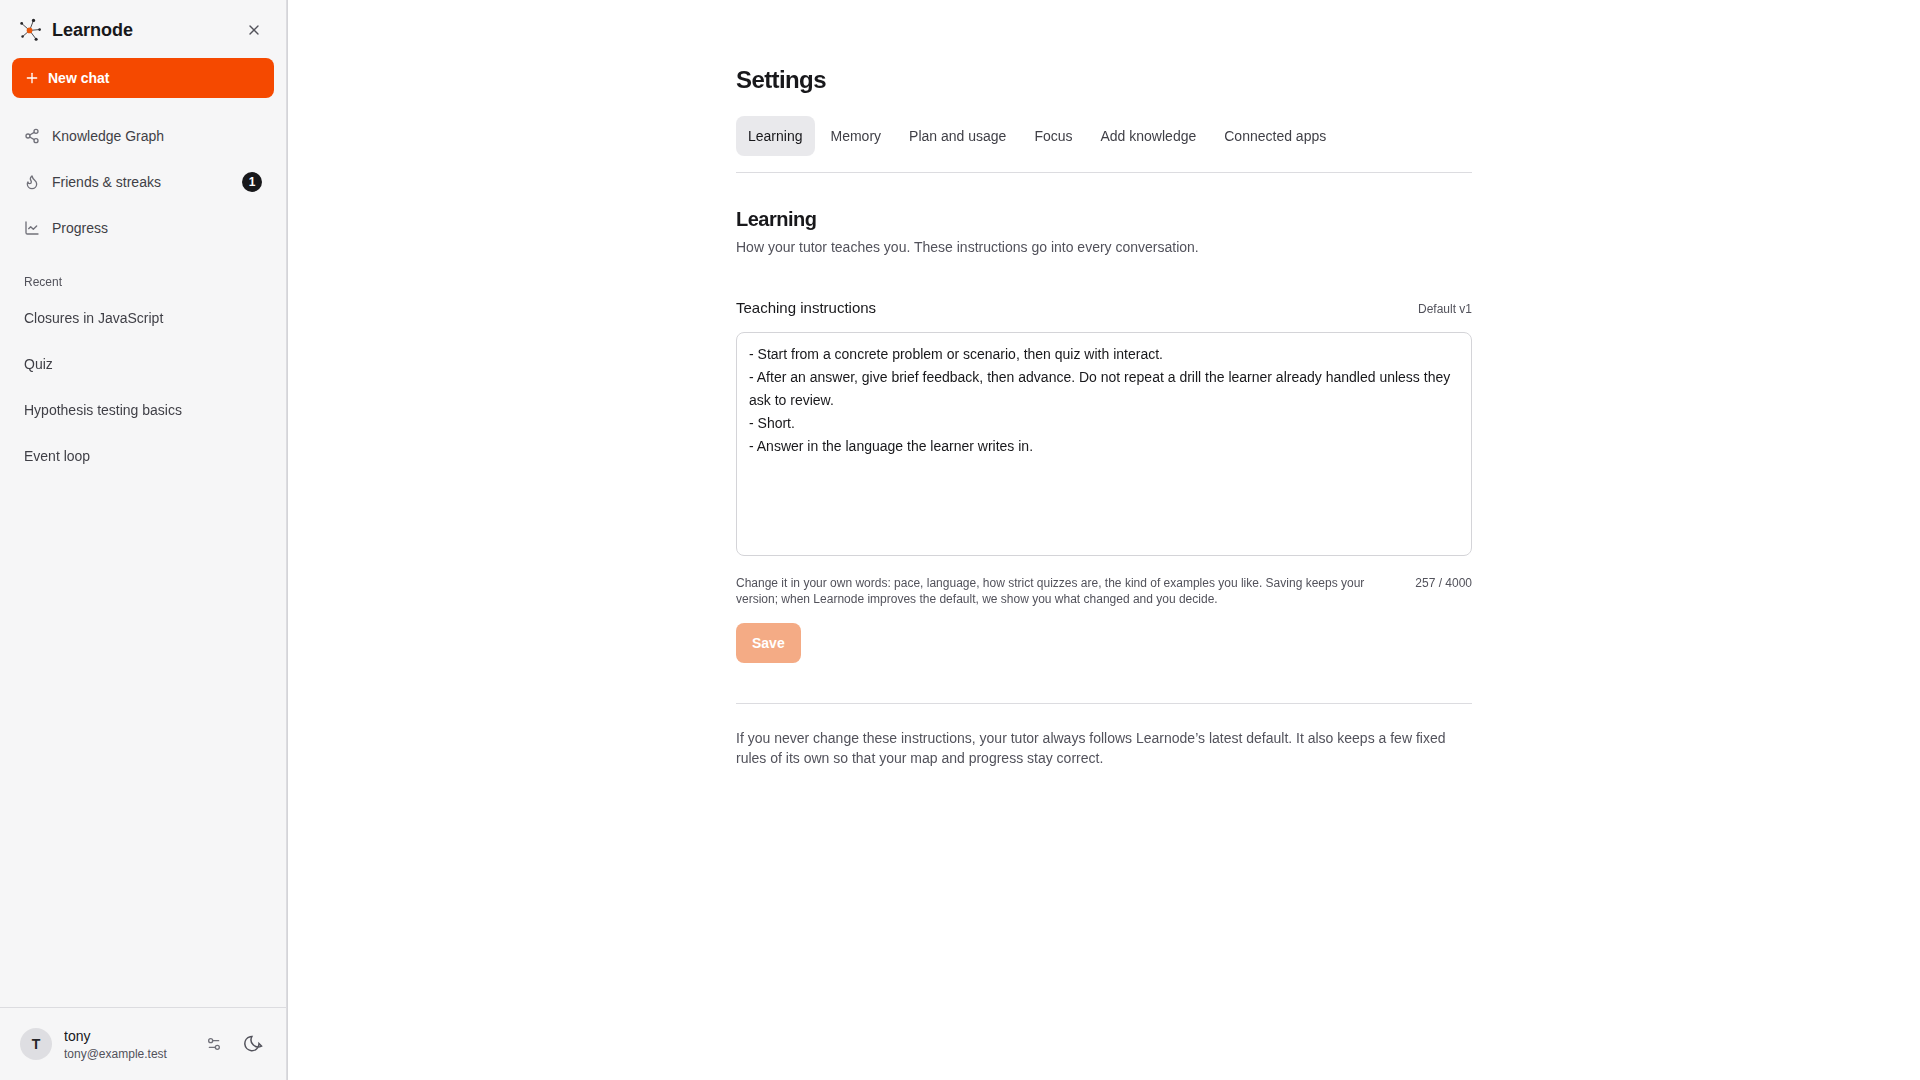 Learnode
New chat
Knowledge Graph
Friends & streaks
1
Progress
Recent
Closures in JavaScript
Quiz
Hypothesis testing basics
Event loop
T
tony
tony@example.test
Settings
Learning
Memory
Plan and usage
Focus
Add knowledge
Connected apps
Learning
How your tutor teaches you. These instructions go into every conversation.
Teaching instructions
Default v1
- Start from a concrete problem or scenario, then quiz with interact.
- After an answer, give brief feedback, then advance. Do not repeat a drill the learner already handled unless they
ask to review.
- Short.
- Answer in the language the learner writes in.
Change it in your own words: pace, language, how strict quizzes are, the kind of examples you like. Saving keeps your
version; when Learnode improves the default, we show you what changed and you decide.
257 / 4000
Save
If you never change these instructions, your tutor always follows Learnode’s latest default. It also keeps a few fixed
rules of its own so that your map and progress stay correct.